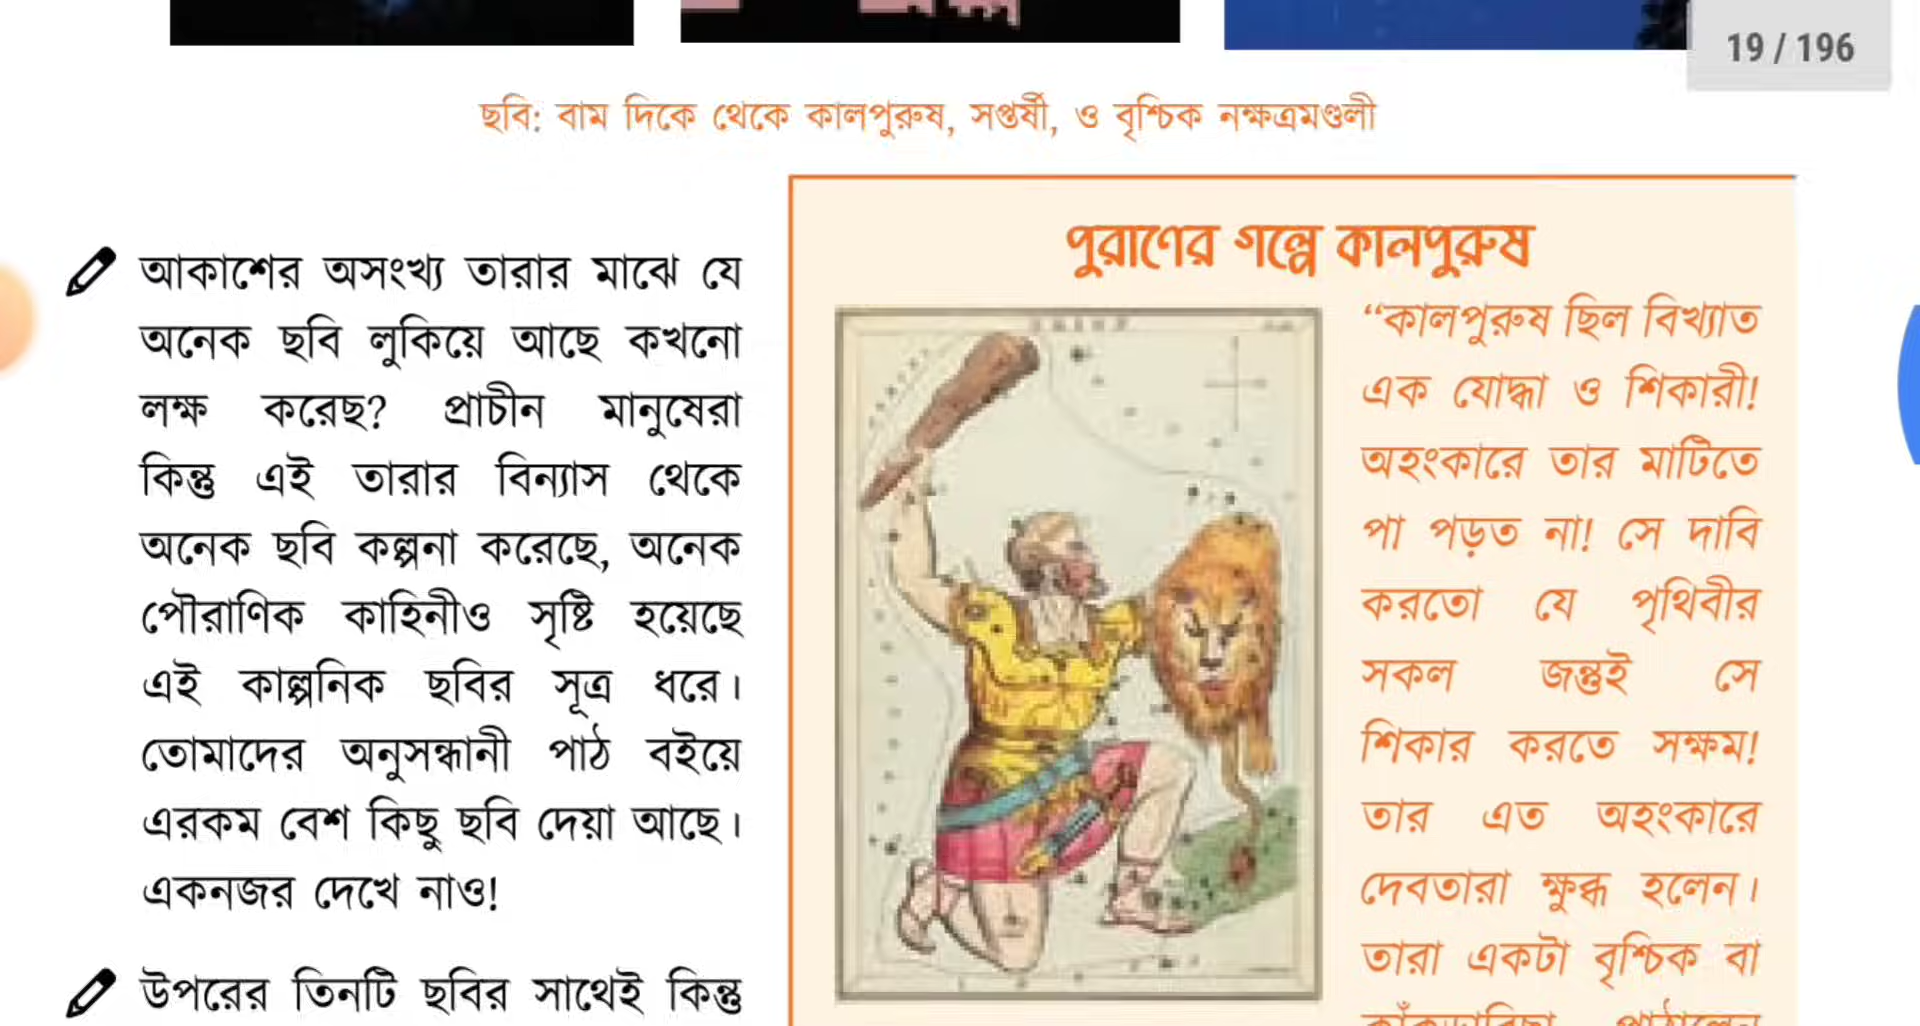 19 / 196
ছবি: বাম দিকে থেকে কালপুরুষ, সপ্তর্ষী, ও বৃশ্চিক নক্ষত্রমণ্ডলী
আকাশের অসংখ্য তারার মাঝে যে
অনেক ছবি লুকিয়ে আছে কখনো
লক্ষ করেছ? প্রাচীন মানুষেরা
কিন্তু এই তারার বিন্যাস থেকে
অনেক ছবি কল্পনা করেছে, অনেক
পৌরাণিক কাহিনীও সৃষ্টি হয়েছে
এই কাল্পনিক ছবির সূত্র ধরে।
তোমাদের অনুসন্ধানী পাঠ বইয়ে
এরকম বেশ কিছু ছবি দেয়া আছে।
একনজর দেখে নাও!
উপরের তিনটি ছবির সাথেই কিন্তু
পুরাণের গল্পে কালপুরুষ
“কালপুরুষ ছিল বিখ্যাত
এক যোদ্ধা ও শিকারী!
অহংকারে তার মাটিতে
পা পড়ত না! সে দাবি
করতো যে পৃথিবীর
সকল জন্তুই সে
শিকার করতে সক্ষম!
তার এত অহংকারে
দেবতারা ক্ষুব্ধ হলেন।
তারা একটা বৃশ্চিক বা
কাঁকড়াবিছা পাঠালেন